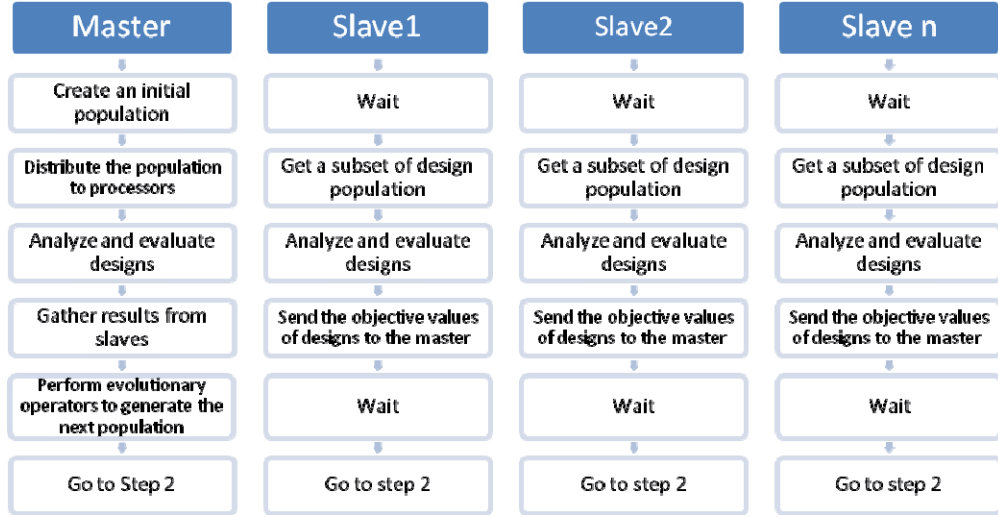 Master
Slave1
Slave2
Slave n
Create an initial
population
Wait
Wait
Wait
Distribute the population
to processors
Get a subset of design
population
Get a subset of design
population
Get a subset of design
population
Analyze and evaluate
designs
Analyze and evaluate
designs
Analyze and evaluate
designs
Analyze and evaluate
designs
Gather results from
slaves
Send the objective values
of designs to the master
Send the objective values
of designs to the master
Send the objective values
of designs to the master
Perform evolutionary
operators to generate the
next population
Wait
Wait
Wait
Go to Step 2
Go to step 2
Go to step 2
Go to step 2